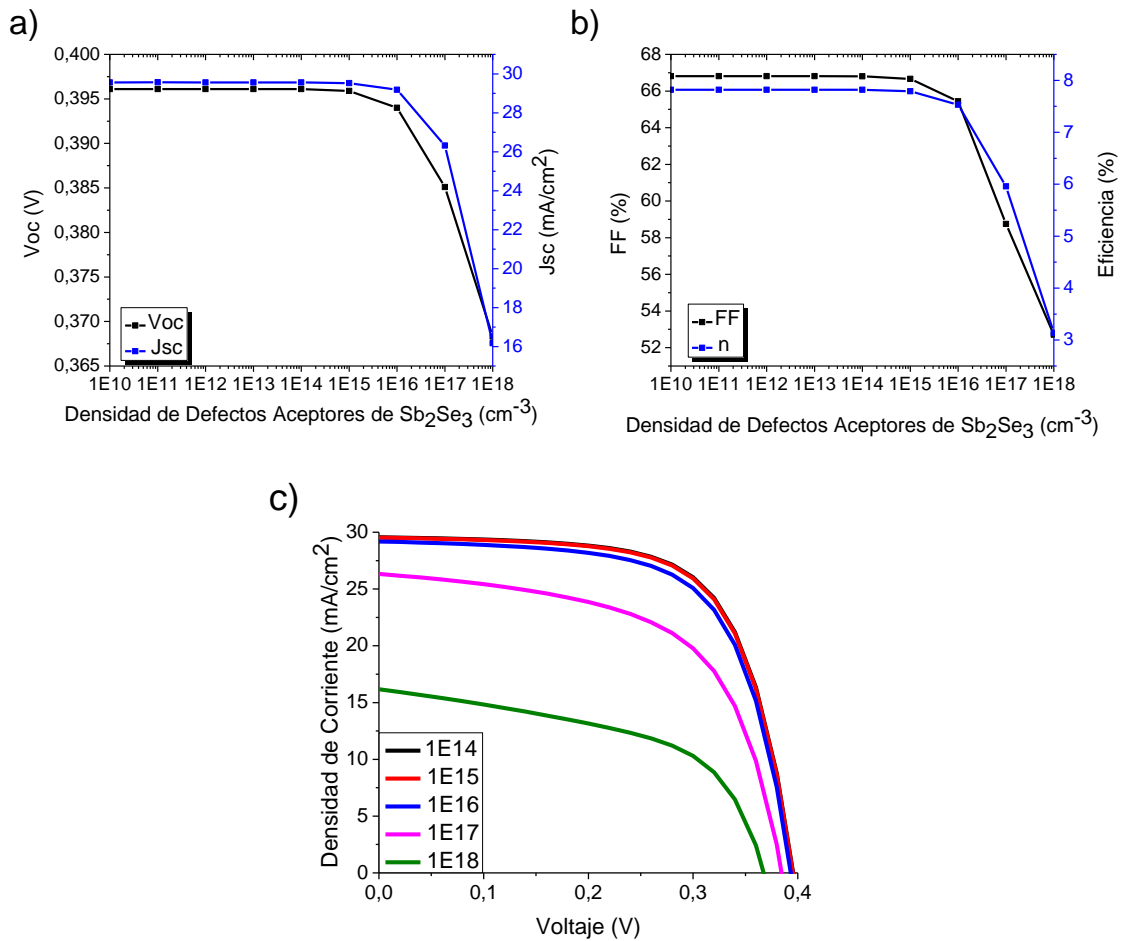 a)
0,400
0,395
0,390
0,385
0,380
0,375
0,370
0,365
Voc (V)
30
28
26
24
22
20
18
16
Jsc (mA/cm²)
Voc
Jsc
1E10 1E11 1E12 1E13 1E14 1E15 1E16 1E17 1E18
Densidad de Defectos Aceptores de Sb₂Se₃ (cm⁻³)
b)
68
66
64
62
60
58
56
54
52
FF (%)
8
7
6
5
4
3
Eficiencia (%)
FF
n
1E10 1E11 1E12 1E13 1E14 1E15 1E16 1E17 1E18
Densidad de Defectos Aceptores de Sb₂Se₃ (cm⁻³)
c)
30
25
20
15
10
5
0
Densidad de Corriente (mA/cm²)
1E14
1E15
1E16
1E17
1E18
0,0 0,1 0,2 0,3 0,4
Voltaje (V)